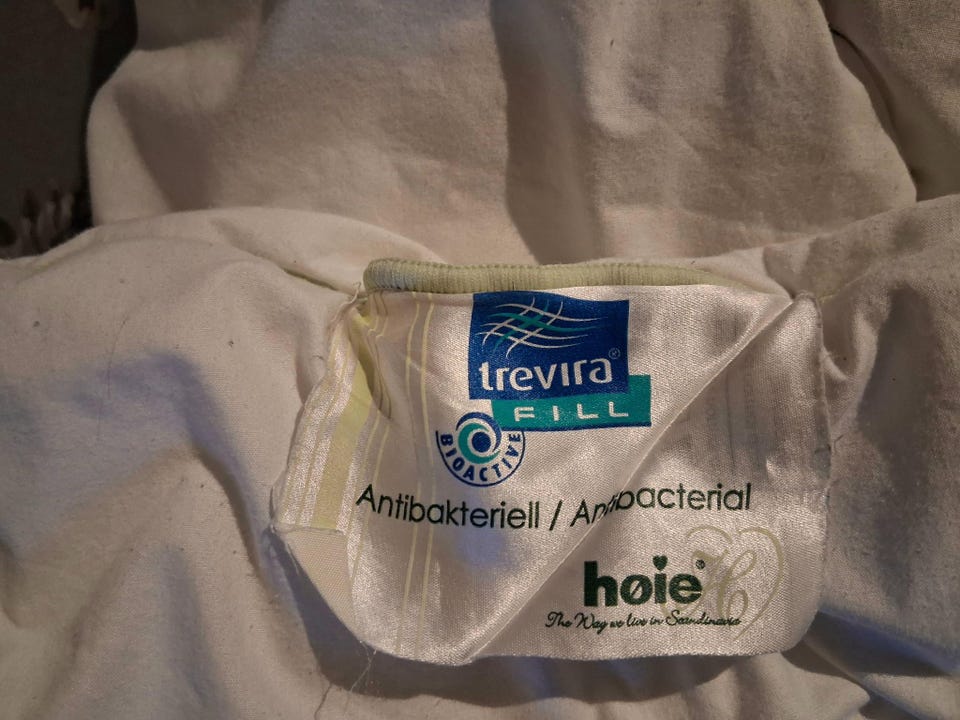 trevira®
FILL
BIOACTIVE
Antibakteriell / Antibacterial
høie®
H
The Way we live in Scandinavia